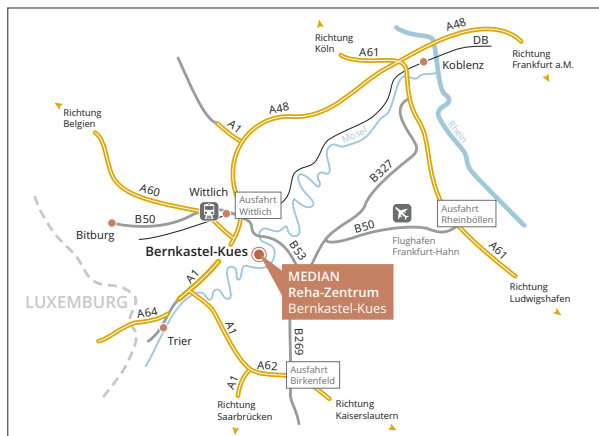 Richtung
Köln
A61
A48
DB
Richtung
Frankfurt a.M.
Koblenz
Richtung
Belgien
A1
A48
Mosel
Rhein
B327
A60
Wittlich
Ausfahrt
Wittlich
Ausfahrt
Rheinböllen
B50
Bitburg
B50
Flughafen
Frankfurt-Hahn
Bernkastel-Kues
B53
A61
MEDIAN
Reha-Zentrum
Bernkastel-Kues
Richtung
Ludwigshafen
LUXEMBURG
A1
A64
Trier
A1
B269
A62
Ausfahrt
Birkenfeld
A1
Richtung
Saarbrücken
Richtung
Kaiserslautern